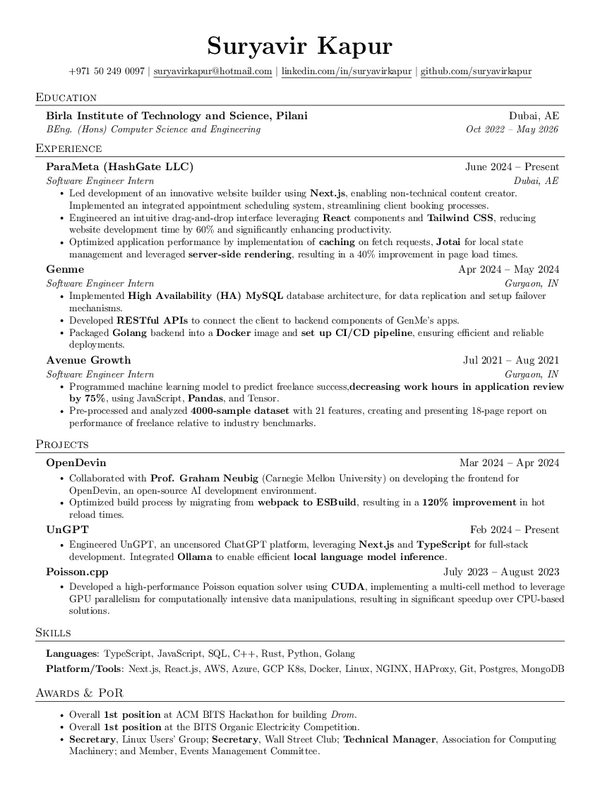 Suryavir Kapur
+971 50 249 0097 | suryavirkapur@hotmail.com | linkedin.com/in/suryavirkapur | github.com/suryavirkapur
Education
Birla Institute of Technology and Science, Pilani Dubai, AE
BEng. (Hons) Computer Science and Engineering Oct 2022 – May 2026
Experience
ParaMeta (HashGate LLC) June 2024 – Present
Software Engineer Intern Dubai, AE
• Led development of an innovative website builder using Next.js, enabling non-technical content creator.
Implemented an integrated appointment scheduling system, streamlining client booking processes.
• Engineered an intuitive drag-and-drop interface leveraging React components and Tailwind CSS, reducing
website development time by 60% and significantly enhancing productivity.
• Optimized application performance by implementation of caching on fetch requests, Jotai for local state
management and leveraged server-side rendering, resulting in a 40% improvement in page load times.
Genme Apr 2024 – May 2024
Software Engineer Intern Gurgaon, IN
• Implemented High Availability (HA) MySQL database architecture, for data replication and setup failover
mechanisms.
• Developed RESTful APIs to connect the client to backend components of GenMe's apps.
• Packaged Golang backend into a Docker image and set up CI/CD pipeline, ensuring efficient and reliable
deployments.
Avenue Growth Jul 2021 – Aug 2021
Software Engineer Intern Gurgaon, IN
• Programmed machine learning model to predict freelance success,decreasing work hours in application review
by 75%, using JavaScript, Pandas, and Tensor.
• Pre-processed and analyzed 4000-sample dataset with 21 features, creating and presenting 18-page report on
performance of freelance relative to industry benchmarks.
Projects
OpenDevin Mar 2024 – Apr 2024
• Collaborated with Prof. Graham Neubig (Carnegie Mellon University) on developing the frontend for
OpenDevin, an open-source AI development environment.
• Optimized build process by migrating from webpack to ESBuild, resulting in a 120% improvement in hot
reload times.
UnGPT Feb 2024 – Present
• Engineered UnGPT, an uncensored ChatGPT platform, leveraging Next.js and TypeScript for full-stack
development. Integrated Ollama to enable efficient local language model inference.
Poisson.cpp July 2023 – August 2023
• Developed a high-performance Poisson equation solver using CUDA, implementing a multi-cell method to leverage
GPU parallelism for computationally intensive data manipulations, resulting in significant speedup over CPU-based
solutions.
Skills
Languages: TypeScript, JavaScript, SQL, C++, Rust, Python, Golang
Platform/Tools: Next.js, React.js, AWS, Azure, GCP K8s, Docker, Linux, NGINX, HAProxy, Git, Postgres, MongoDB
Awards & PoR
• Overall 1st position at ACM BITS Hackathon for building Drom.
• Overall 1st position at the BITS Organic Electricity Competition.
• Secretary, Linux Users' Group; Secretary, Wall Street Club; Technical Manager, Association for Computing
Machinery; and Member, Events Management Committee.